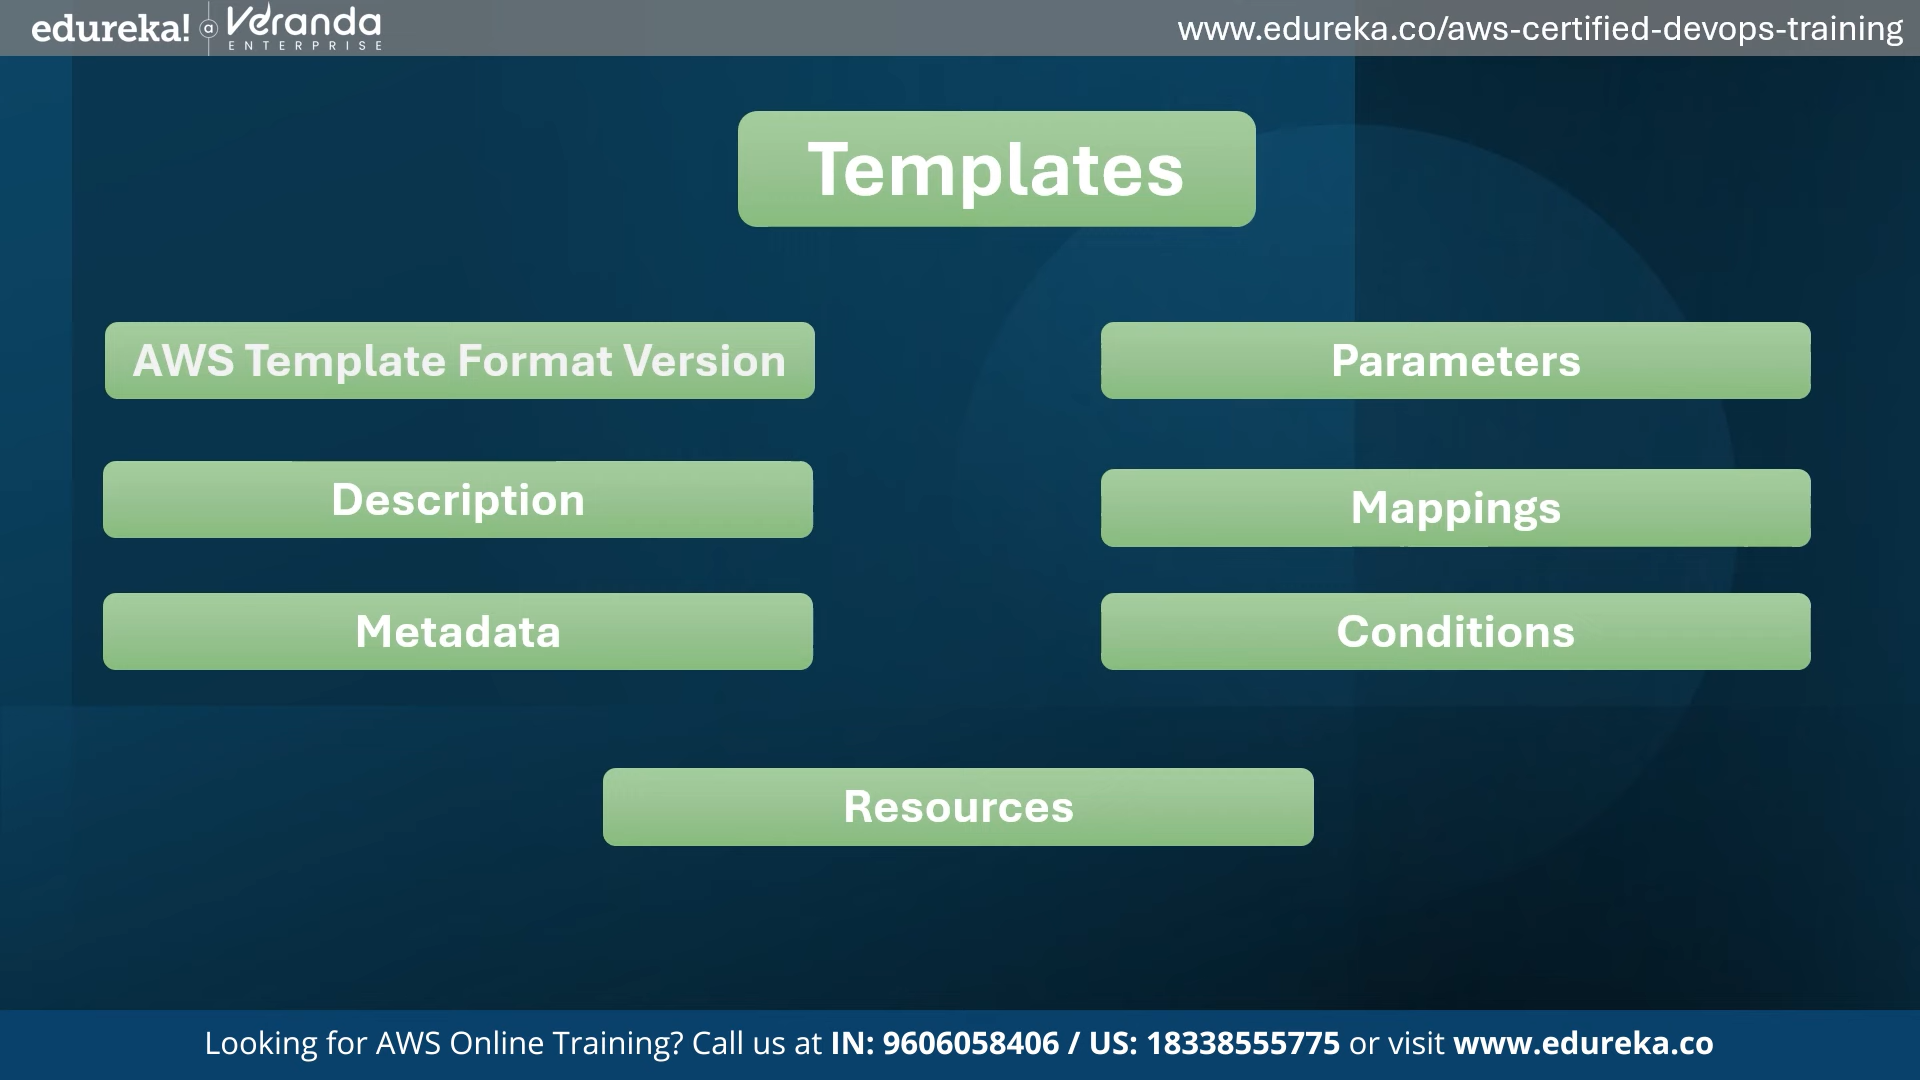 edureka! a Veranda
ENTERPRISE
www.edureka.co/aws-certified-devops-training
Templates
AWS Template Format Version
Parameters
Description
Mappings
Metadata
Conditions
Resources
Looking for AWS Online Training? Call us at IN: 9606058406 / US: 18338555775 or visit www.edureka.co